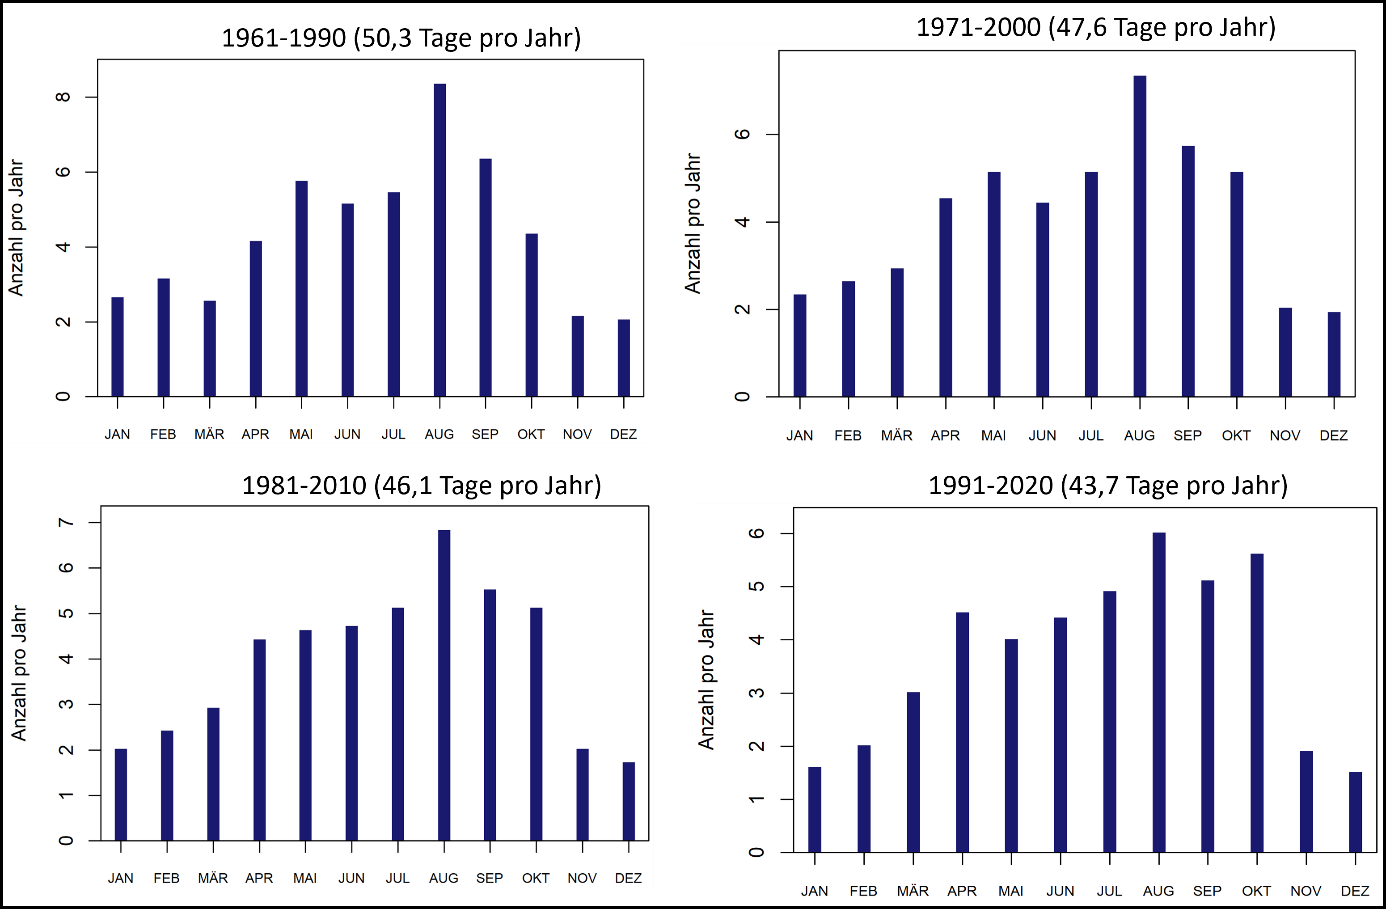 1961-1990 (50,3 Tage pro Jahr)
Anzahl pro Jahr
8
6
4
2
0
JAN FEB MÄR APR MAI JUN JUL AUG SEP OKT NOV DEZ
1971-2000 (47,6 Tage pro Jahr)
Anzahl pro Jahr
6
4
2
0
JAN FEB MÄR APR MAI JUN JUL AUG SEP OKT NOV DEZ
1981-2010 (46,1 Tage pro Jahr)
Anzahl pro Jahr
7
6
5
4
3
2
1
0
JAN FEB MÄR APR MAI JUN JUL AUG SEP OKT NOV DEZ
1991-2020 (43,7 Tage pro Jahr)
Anzahl pro Jahr
6
5
4
3
2
1
0
JAN FEB MÄR APR MAI JUN JUL AUG SEP OKT NOV DEZ